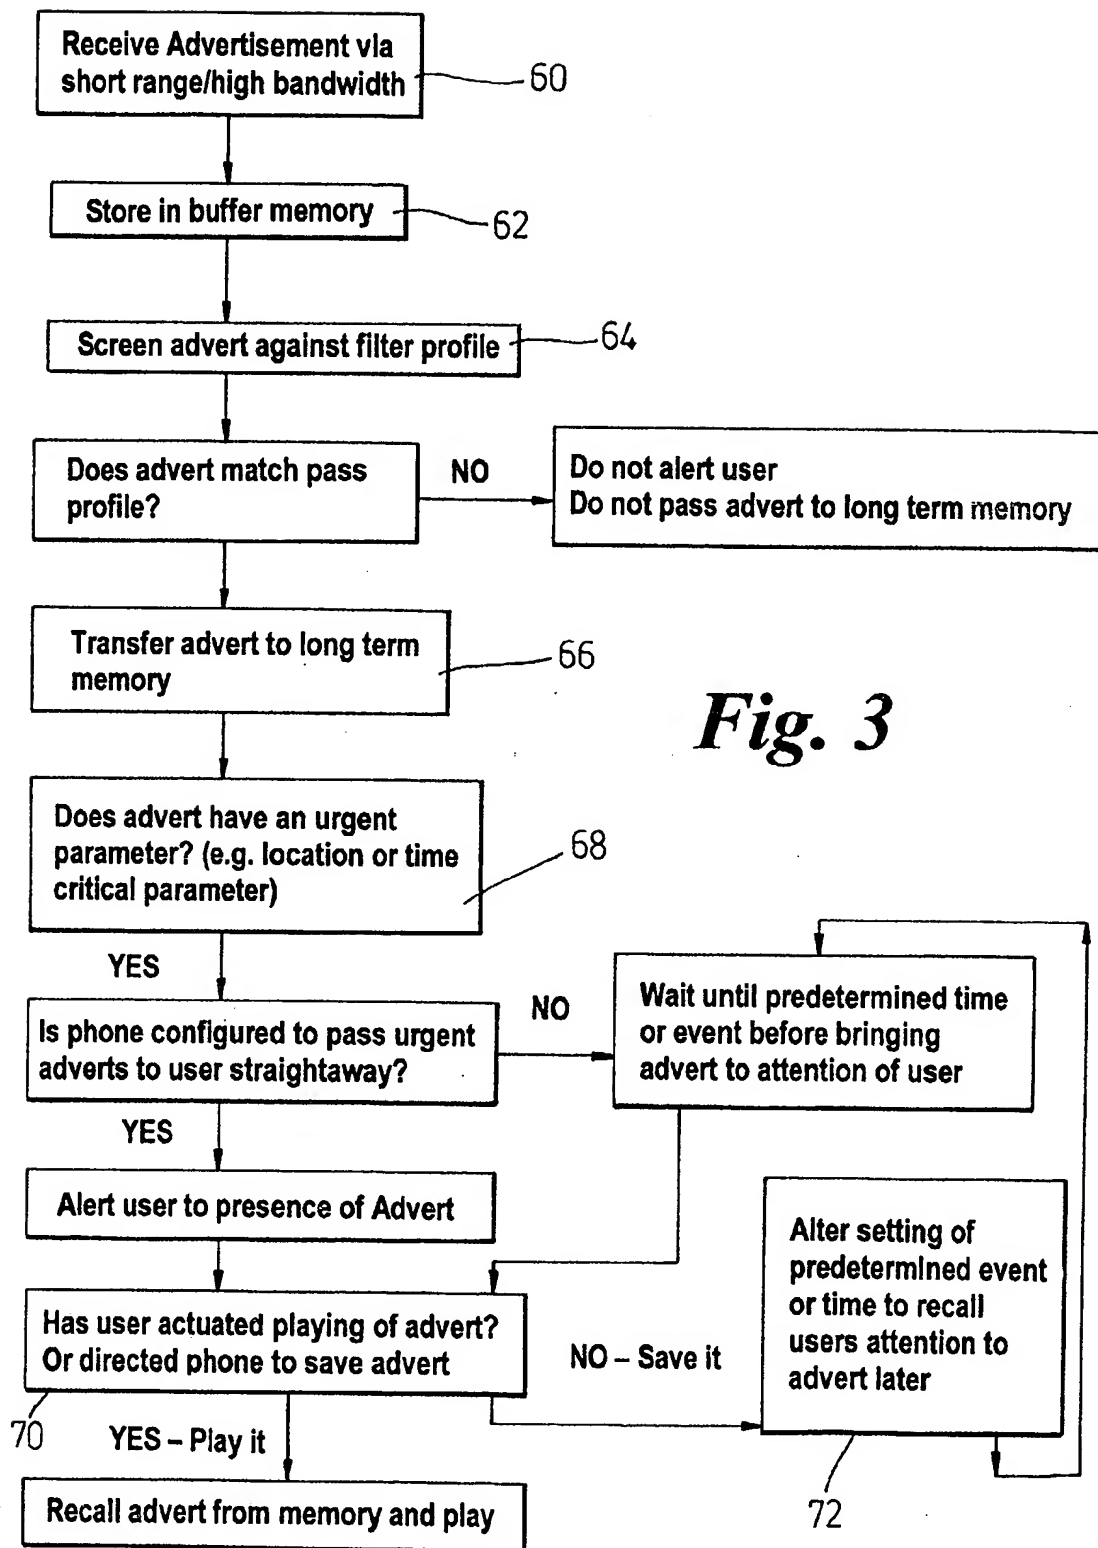 Receive Advertisement via
short range/high bandwidth
60
Store in buffer memory
62
Screen advert against filter profile
64
Does advert match pass
profile?
NO
Do not alert user
Do not pass advert to long term memory
Transfer advert to long term
memory
66
Fig. 3
Does advert have an urgent
parameter? (e.g. location or time
critical parameter)
68
YES
Is phone configured to pass urgent
adverts to user straightaway?
NO
Wait until predetermined time
or event before bringing
advert to attention of user
YES
Alert user to presence of Advert
Has user actuated playing of advert?
Or directed phone to save advert
70
NO – Save it
Alter setting of
predetermined event
or time to recall
users attention to
advert later
72
YES – Play it
Recall advert from memory and play